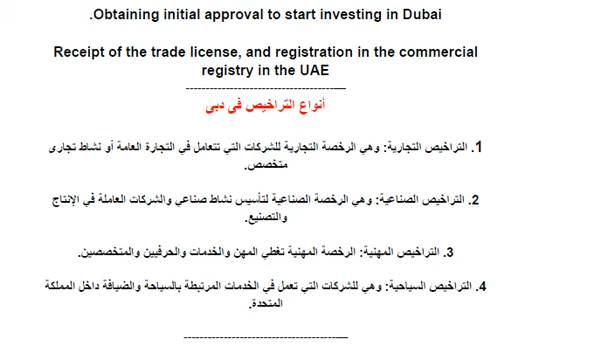 .Obtaining initial approval to start investing in Dubai
Receipt of the trade license, and registration in the commercial
registry in the UAE
----------------------------------------
أنواع التراخيص فى دبى
1. التراخيص التجارية: وهي الرخصة التجارية للشركات التي تتعامل في التجارة العامة أو نشاط تجارى
متخصص.
2. التراخيص الصناعية: وهي الرخصة الصناعية لتأسيس نشاط صناعي والشركات العاملة في الإنتاج
والتصنيع.
3. التراخيص المهنية: الرخصة المهنية تغطي المهن والخدمات والحرفيين والمتخصصين.
4. التراخيص السياحية: وهي للشركات التي تعمل في الخدمات المرتبطة بالسياحة والضيافة داخل المملكة
المتحدة.
----------------------------------------